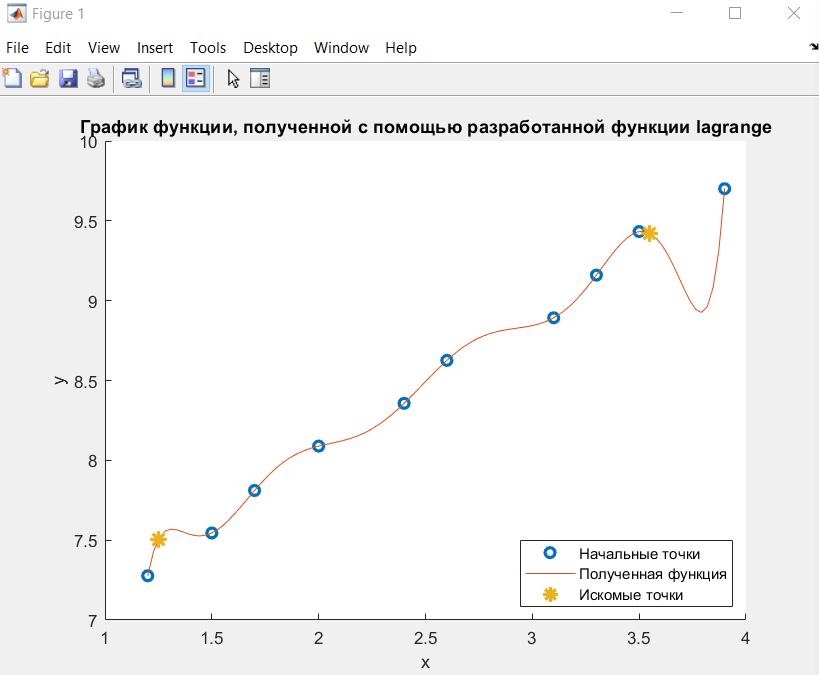 Figure 1
File Edit View Insert Tools Desktop Window Help
График функции, полученной с помощью разработанной функции lagrange
10
9.5
9
8.5
8
7.5
7
y
1 1.5 2 2.5 3 3.5 4
x
Начальные точки
Полученная функция
Искомые точки